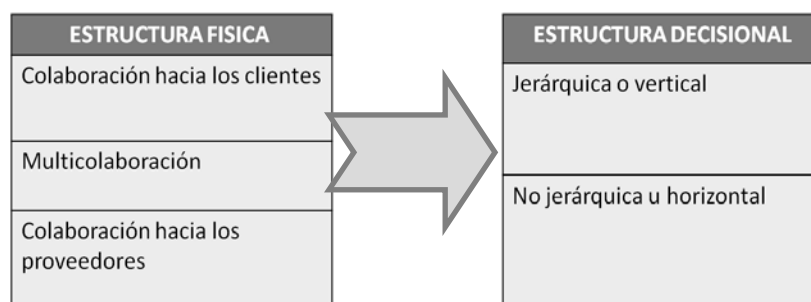 ESTRUCTURA FISICA
Colaboración hacia los clientes
Multicolaboración
Colaboración hacia los
proveedores
ESTRUCTURA DECISIONAL
Jerárquica o vertical
No jerárquica u horizontal